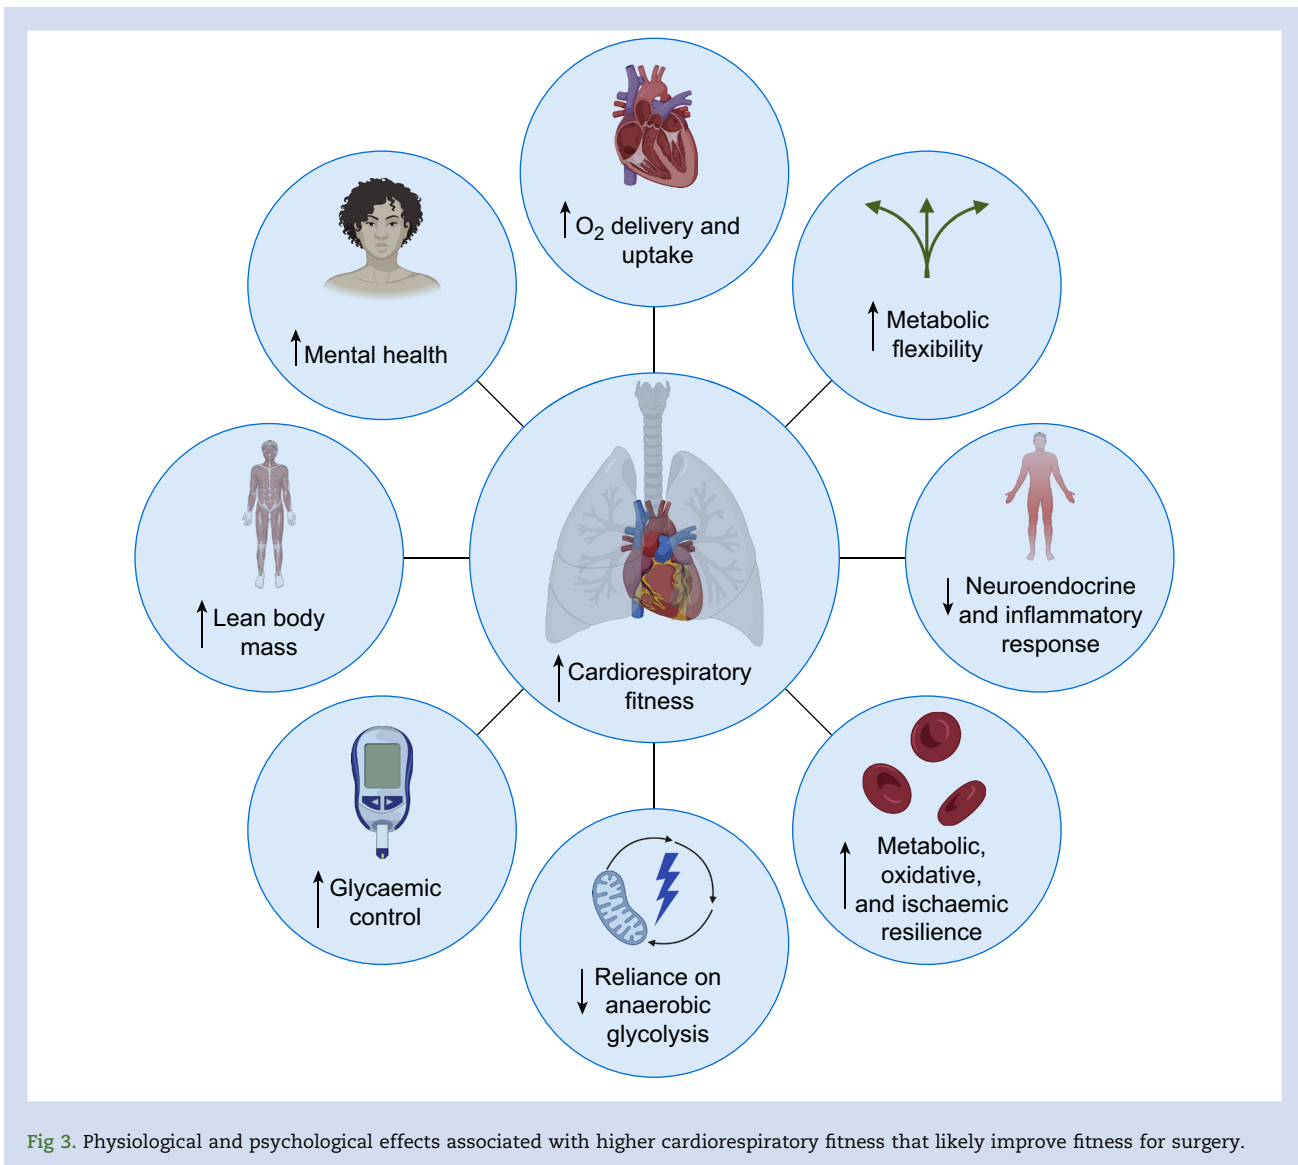 ↑ O₂ delivery and
uptake
↑ Metabolic
flexibility
↓ Neuroendocrine
and inflammatory
response
↑ Metabolic,
oxidative,
and ischaemic
resilience
↓ Reliance on
anaerobic
glycolysis
↑ Glycaemic
control
↑ Lean body
mass
↑ Mental health
↑ Cardiorespiratory
fitness
Fig 3. Physiological and psychological effects associated with higher cardiorespiratory fitness that likely improve fitness for surgery.